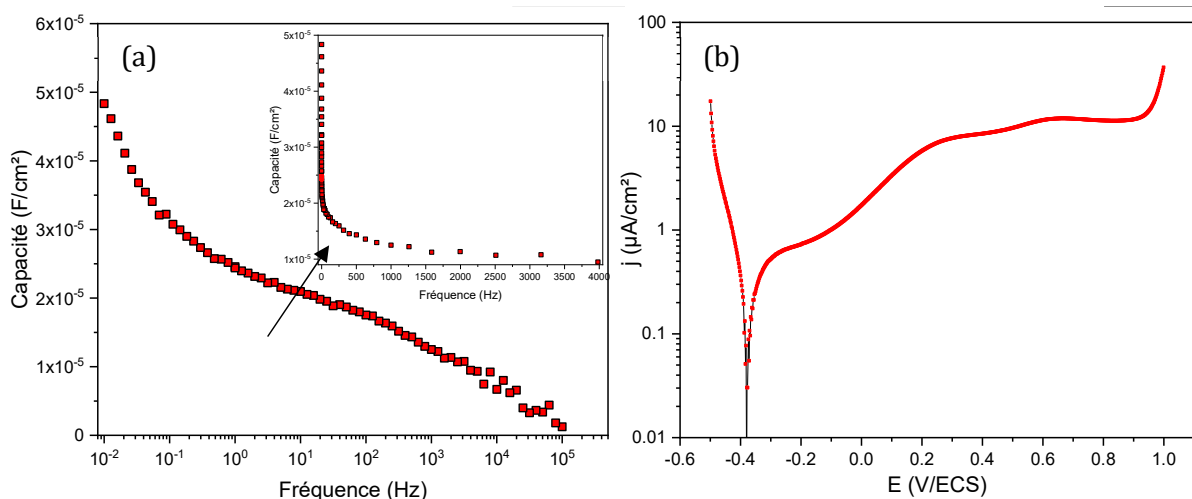 (a)
6x10⁻⁵
5x10⁻⁵
4x10⁻⁵
3x10⁻⁵
2x10⁻⁵
1x10⁻⁵
0
Capacité (F/cm²)
10⁻² 10⁻¹ 10⁰ 10¹ 10² 10³ 10⁴ 10⁵
Fréquence (Hz)
5x10⁻⁵
4x10⁻⁵
3x10⁻⁵
2x10⁻⁵
1x10⁻⁵
Capacité (F/cm²)
0 500 1000 1500 2000 2500 3000 3500 4000
Fréquence (Hz)
(b)
100
10
1
0.1
0.01
j (µA/cm²)
-0.6 -0.4 -0.2 0.0 0.2 0.4 0.6 0.8 1.0
E (V/ECS)